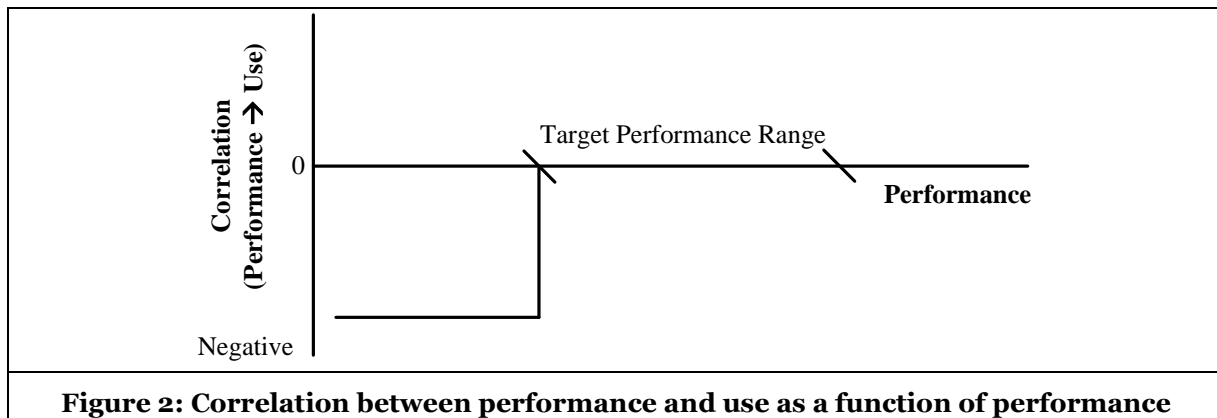 Correlation
(Performance → Use)
Target Performance Range
0
Performance
Negative
Figure 2: Correlation between performance and use as a function of performance